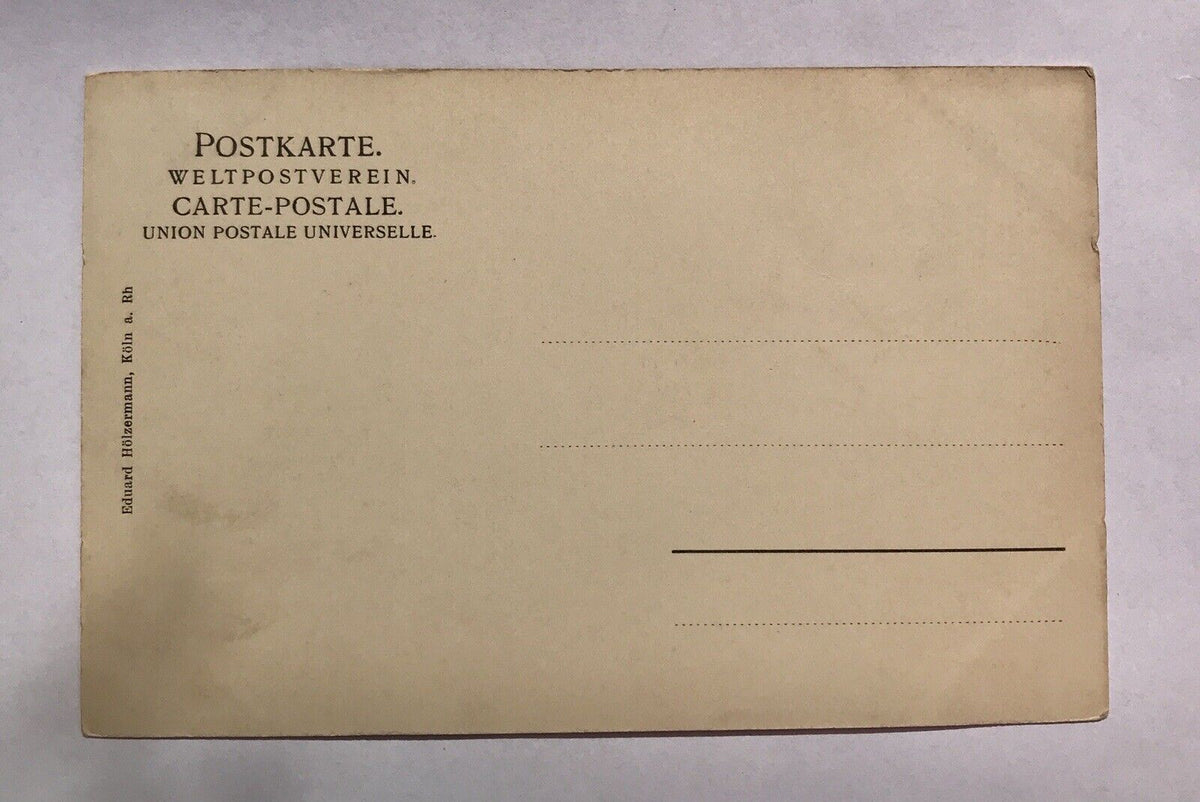 POSTKARTE.
WELTPOSTVEREIN.
CARTE-POSTALE.
UNION POSTALE UNIVERSELLE.
Eduard Hölzermann, Köln a. Rh